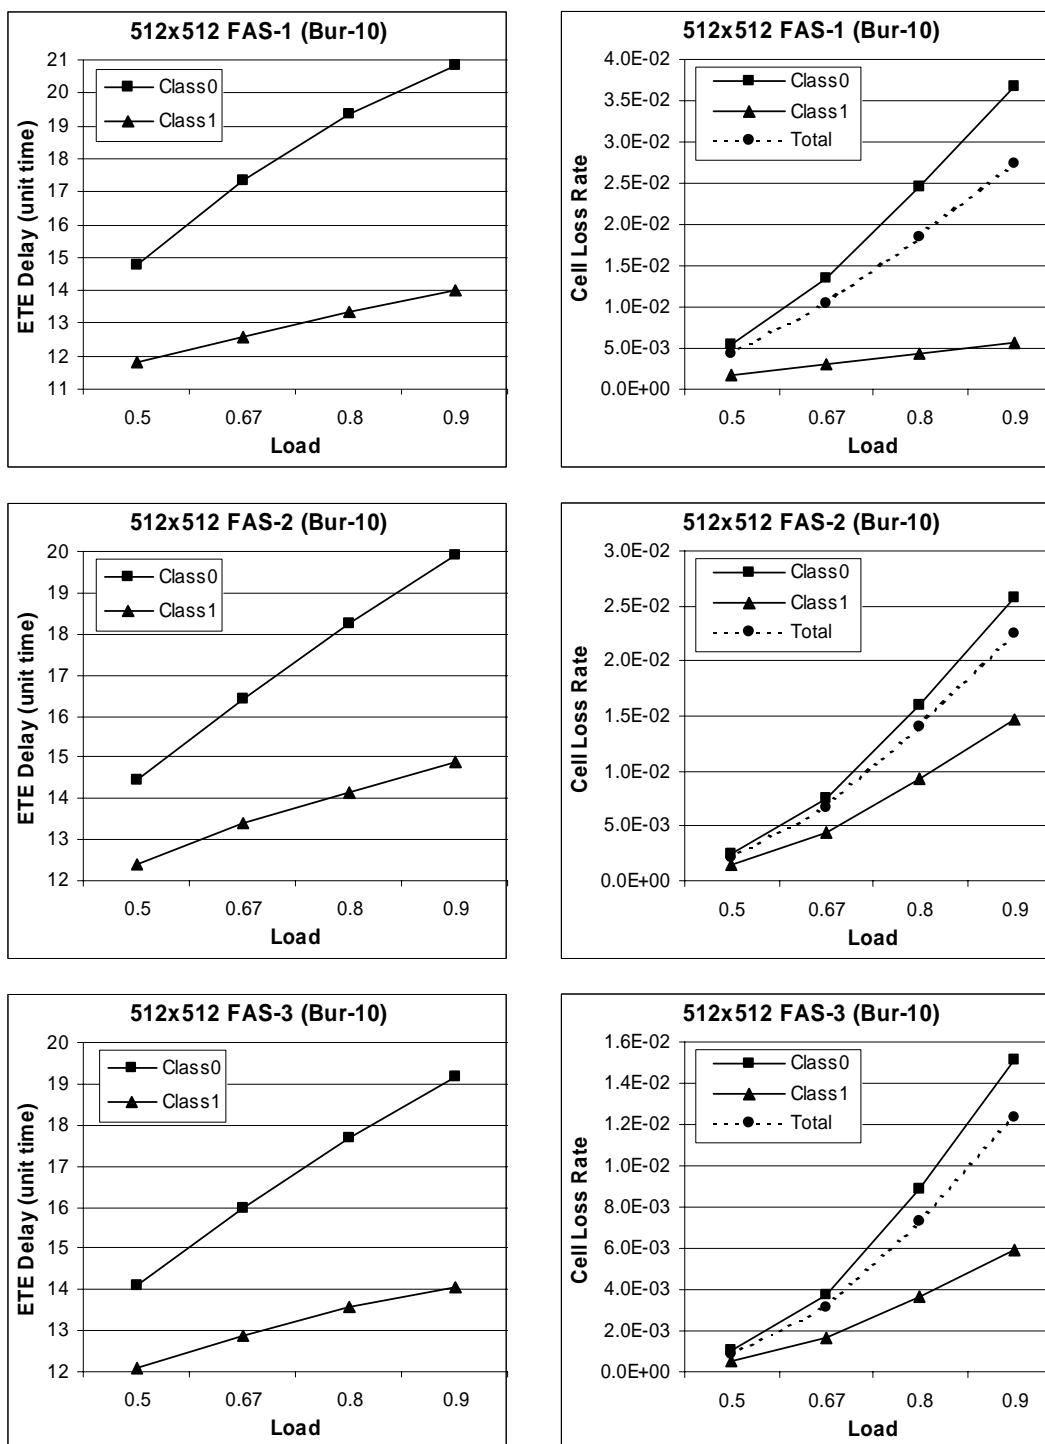 512x512 FAS-1 (Bur-10)
ETE Delay (unit time)
21
20
19
18
17
16
15
14
13
12
11
Class0
Class1
0.5 0.67 0.8 0.9
Load
512x512 FAS-1 (Bur-10)
Cell Loss Rate
4.0E-02
3.5E-02
3.0E-02
2.5E-02
2.0E-02
1.5E-02
1.0E-02
5.0E-03
0.0E+00
Class0
Class1
Total
0.5 0.67 0.8 0.9
Load
512x512 FAS-2 (Bur-10)
ETE Delay (unit time)
20
19
18
17
16
15
14
13
12
Class0
Class1
0.5 0.67 0.8 0.9
Load
512x512 FAS-2 (Bur-10)
Cell Loss Rate
3.0E-02
2.5E-02
2.0E-02
1.5E-02
1.0E-02
5.0E-03
0.0E+00
Class0
Class1
Total
0.5 0.67 0.8 0.9
Load
512x512 FAS-3 (Bur-10)
ETE Delay (unit time)
20
19
18
17
16
15
14
13
12
Class0
Class1
0.5 0.67 0.8 0.9
Load
512x512 FAS-3 (Bur-10)
Cell Loss Rate
1.6E-02
1.4E-02
1.2E-02
1.0E-02
8.0E-03
6.0E-03
4.0E-03
2.0E-03
0.0E+00
Class0
Class1
Total
0.5 0.67 0.8 0.9
Load